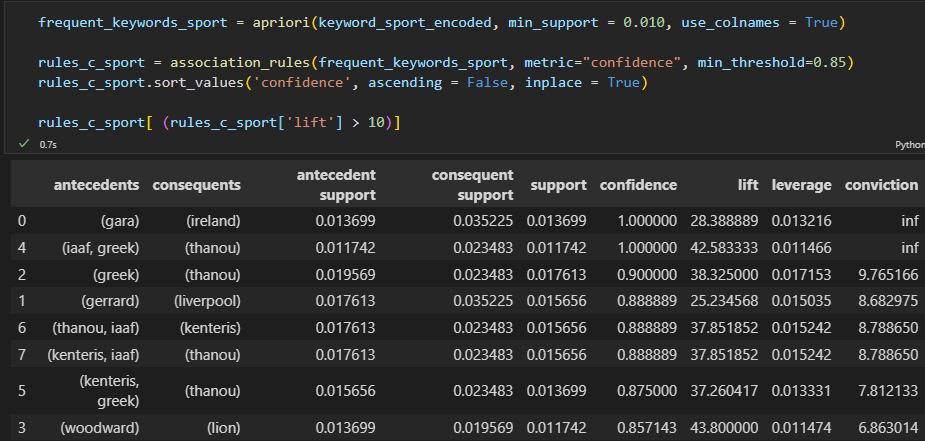 frequent_keywords_sport = apriori(keyword_sport_encoded, min_support = 0.010, use_colnames = True)
rules_c_sport = association_rules(frequent_keywords_sport, metric="confidence", min_threshold=0.85)
rules_c_sport.sort_values('confidence', ascending = False, inplace = True)
rules_c_sport[ (rules_c_sport['lift'] > 10)]
✓ 0.7s Python
antecedents consequents antecedent support consequent support support confidence lift leverage conviction
0 (gara) (ireland) 0.013699 0.035225 0.013699 1.000000 28.388889 0.013216 inf
4 (iaaf, greek) (thanou) 0.011742 0.023483 0.011742 1.000000 42.583333 0.011466 inf
2 (greek) (thanou) 0.019569 0.023483 0.017613 0.900000 38.325000 0.017153 9.765166
1 (gerrard) (liverpool) 0.017613 0.035225 0.015656 0.888889 25.234568 0.015035 8.682975
6 (thanou, iaaf) (kenteris) 0.017613 0.023483 0.015656 0.888889 37.851852 0.015242 8.788650
7 (kenteris, iaaf) (thanou) 0.017613 0.023483 0.015656 0.888889 37.851852 0.015242 8.788650
5 (kenteris, greek) (thanou) 0.015656 0.023483 0.013699 0.875000 37.260417 0.013331 7.812133
3 (woodward) (lion) 0.013699 0.019569 0.011742 0.857143 43.800000 0.011474 6.863014